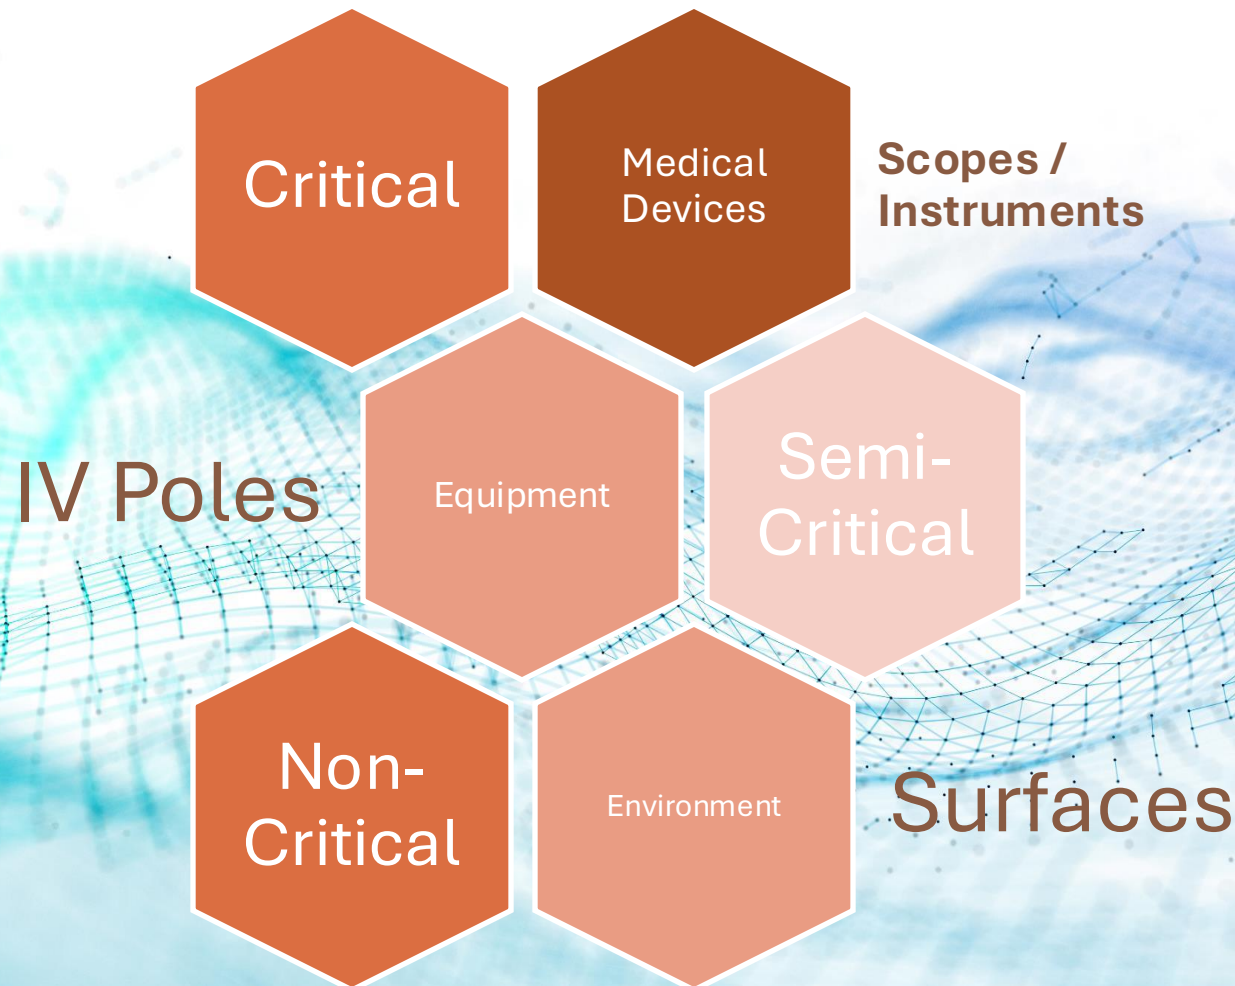 Critical
Medical
Devices
Scopes /
Instruments
IV Poles
Equipment
Semi-
Critical
Non-
Critical
Environment
Surfaces